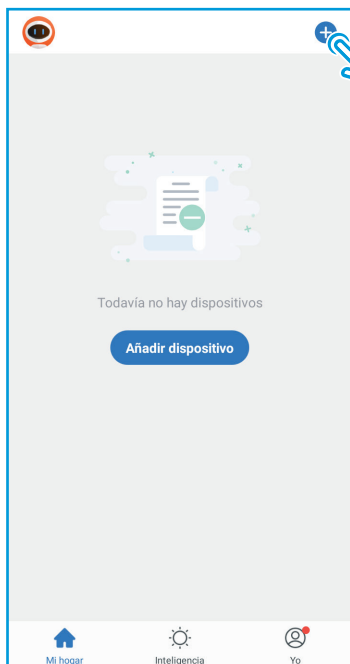 Todavía no hay dispositivos
Añadir dispositivo
Mi hogar
Inteligencia
Yo